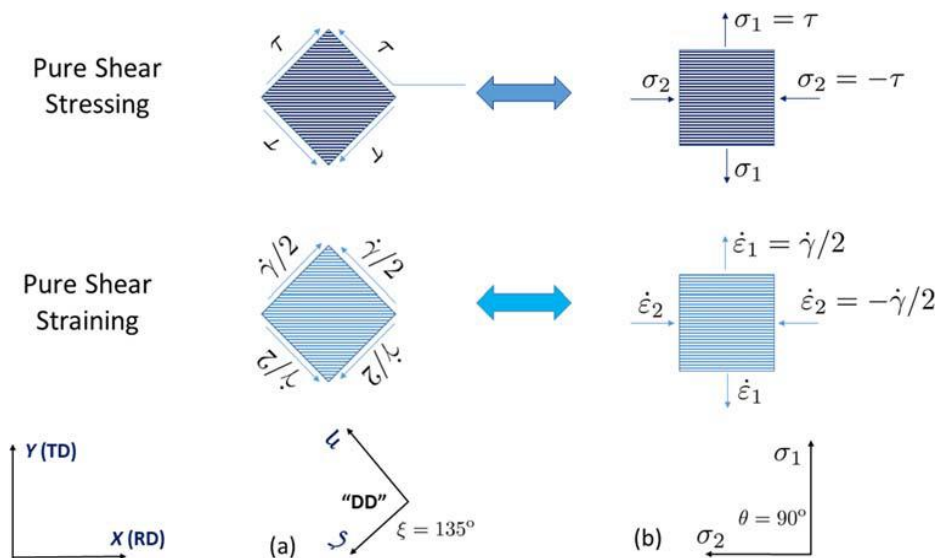 Pure Shear
Stressing
τ
τ
τ
τ
σ₁ = τ
σ₂
σ₂ = −τ
σ₁
Pure Shear
Straining
γ̇/2
γ̇/2
γ̇/2
γ̇/2
ε̇₁ = γ̇/2
ε̇₂
ε̇₂ = −γ̇/2
ε̇₁
Y (TD)
X (RD)
(a)
η
"DD"
ζ
ξ = 135°
(b)
σ₁
θ = 90°
σ₂